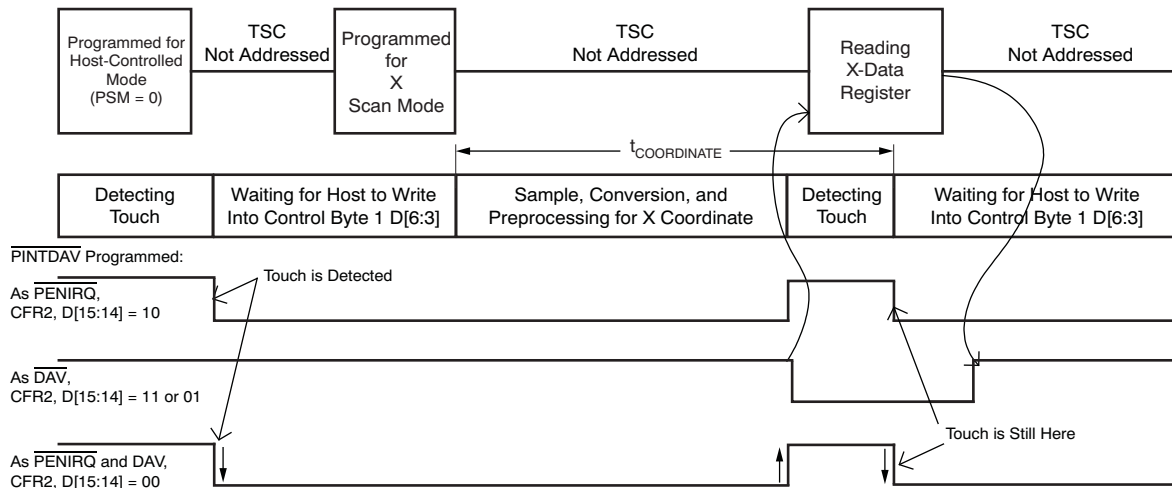 Programmed for
Host-Controlled
Mode
(PSM = 0)
TSC
Not Addressed
Programmed
for
X
Scan Mode
TSC
Not Addressed
Reading
X-Data
Register
TSC
Not Addressed
tCOORDINATE
Detecting
Touch
Waiting for Host to Write
Into Control Byte 1 D[6:3]
Sample, Conversion, and
Preprocessing for X Coordinate
Detecting
Touch
Waiting for Host to Write
Into Control Byte 1 D[6:3]
PINTDAV Programmed:
Touch is Detected
As PENIRQ,
CFR2, D[15:14] = 10
As DAV,
CFR2, D[15:14] = 11 or 01
Touch is Still Here
As PENIRQ and DAV,
CFR2, D[15:14] = 00